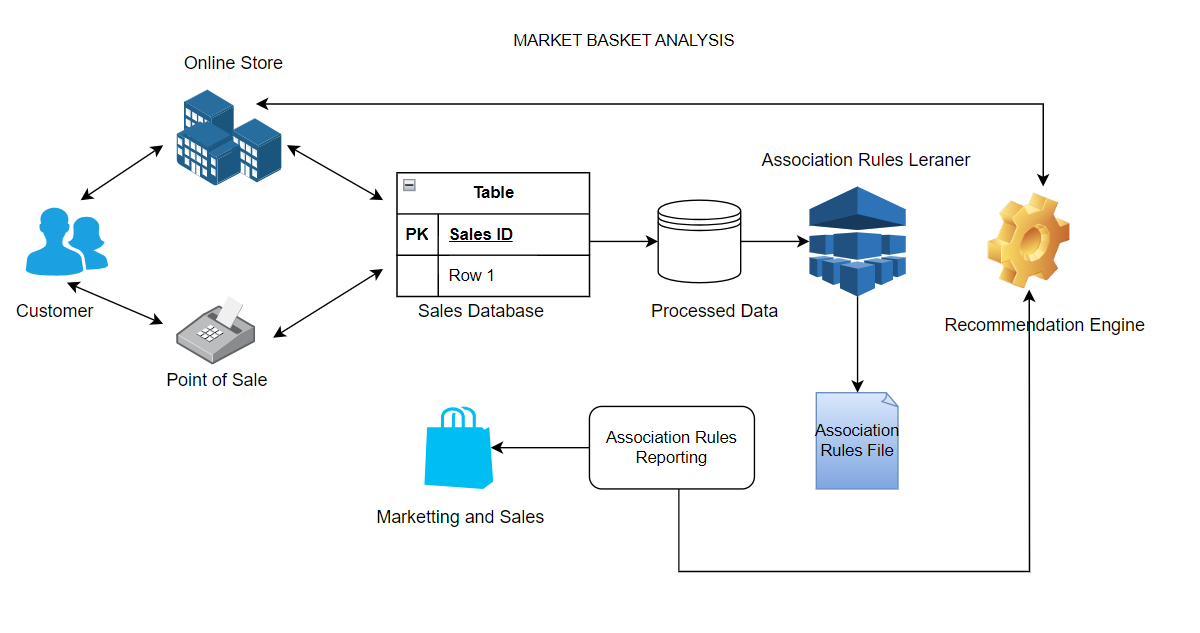 MARKET BASKET ANALYSIS
Online Store
Association Rules Leraner
Table
PK
Sales ID
Row 1
Customer
Sales Database
Processed Data
Recommendation Engine
Point of Sale
Association Rules
Reporting
Association
Rules File
Marketting and Sales